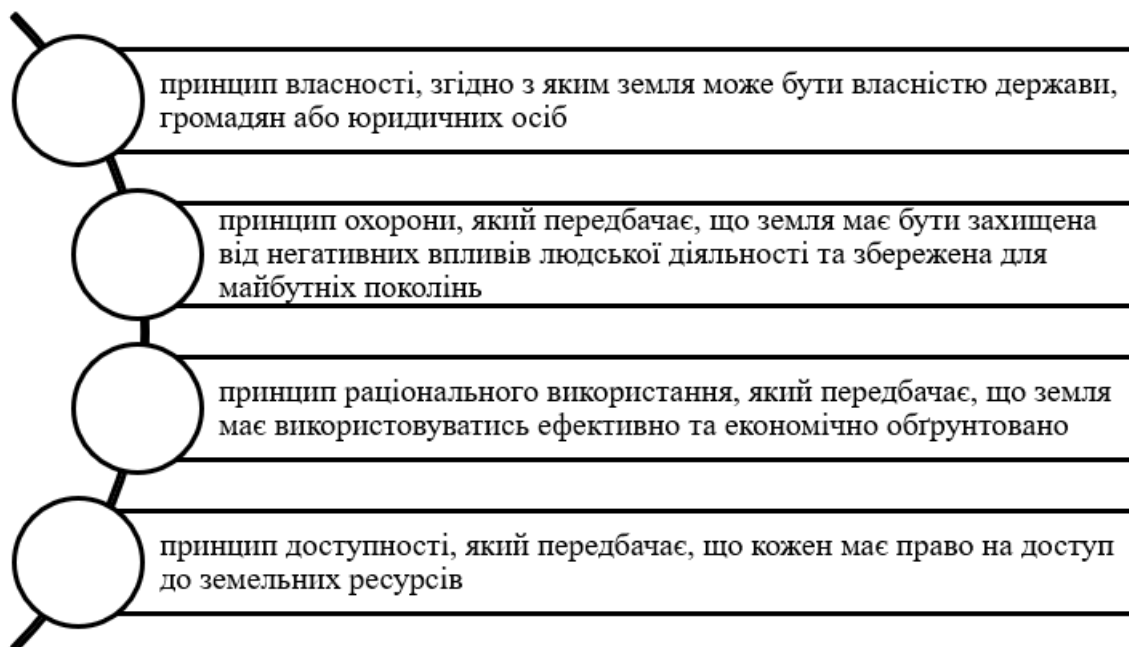 принцип власності, згідно з яким земля може бути власністю держави,
громадян або юридичних осіб
принцип охорони, який передбачає, що земля має бути захищена
від негативних впливів людської діяльності та збережена для
майбутніх поколінь
принцип раціонального використання, який передбачає, що земля
має використовуватись ефективно та економічно обґрунтовано
принцип доступності, який передбачає, що кожен має право на доступ
до земельних ресурсів